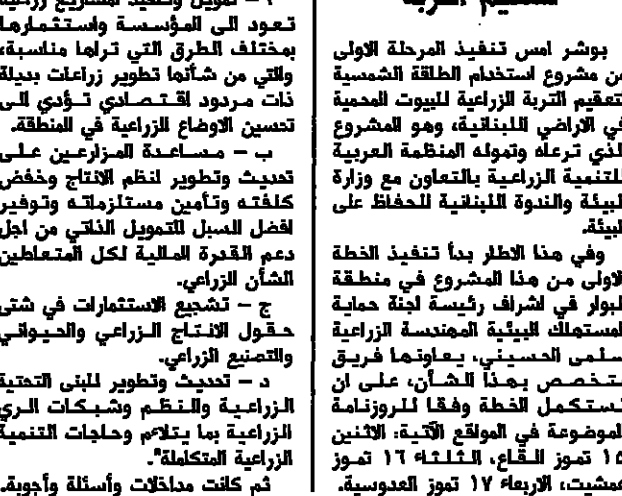 بوشر امس تنفيذ المرحلة الاولى
من مشروع استخدام الطاقة الشمسية
لتعقيم التربة الزراعية للبيوت المحمية
في الاراضي اللبنانية، وهو المشروع
الذي ترعاه وتموله المنظمة العربية
للتنمية الزراعية بالتعاون مع وزارة
البيئة والندوة اللبنانية للحفاظ على
البيئة.
وفي هذا الاطار بدأ تنفيذ الخطة
الاولى من هذا المشروع في منطقة
البوار في اشراف رئيسة لجنة حماية
المستهلك البيئية المهندسة الزراعية
سلمى الحسيني، يعاونها فريق
متخصص بهذا الشأن، على ان
تستكمل الخطة وفقا للروزنامة
الموضوعة في المواقع الآتية: الاثنين
١٥ تموز القاع، الثلثاء ١٦ تموز
عمشيت، الاربعاء ١٧ تموز العدوسية.
تمويل وتنفيذ المشاريع زراعية
تعود الى المؤسسة واستثمارها
بمختلف الطرق التي تراها مناسبة،
والتي من شأنها تطوير زراعات بديلة
ذات مردود اقتصادي تؤدي الى
تحسين الاوضاع الزراعية في المنطقة.
ب – مساعدة المزارعين على
تحديث وتطوير لنظم الانتاج وخفض
كلفته وتأمين مستلزماته وتوفير
افضل السبل للتمويل الذاتي من اجل
دعم القدرة المالية لكل المتعاطين
الشأن الزراعي.
ج – تشجيع الاستثمارات في شتى
حقول الانتاج الزراعي والحيواني
والتصنيع الزراعي.
د – تحديث وتطوير للبنى التحتية
الزراعية والنظم وشبكات الري
الزراعية بما يتلاءم وحاجات التنمية
الزراعية المتكاملة".
ثم كانت مداخلات وأسئلة وأجوبة.